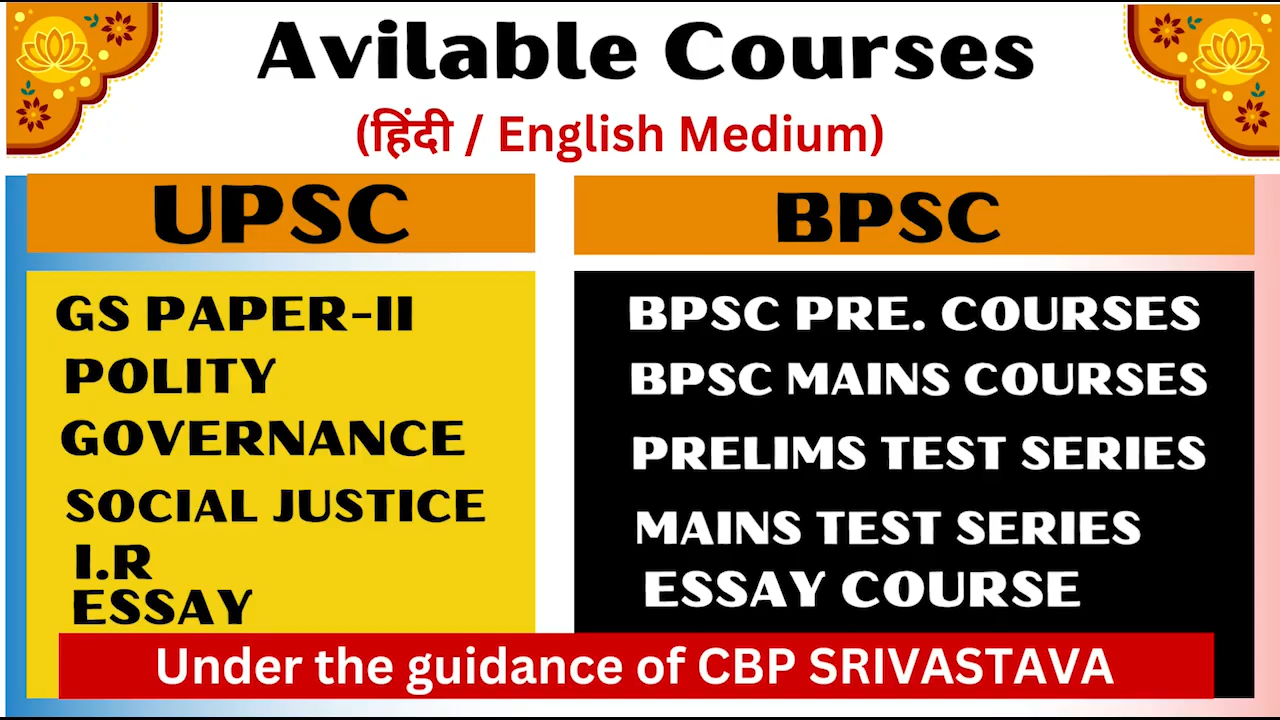 Avilable Courses
(हिंदी / English Medium)
UPSC
GS PAPER-II
POLITY
GOVERNANCE
SOCIAL JUSTICE
I.R
ESSAY
BPSC
BPSC PRE. COURSES
BPSC MAINS COURSES
PRELIMS TEST SERIES
MAINS TEST SERIES
ESSAY COURSE
Under the guidance of CBP SRIVASTAVA